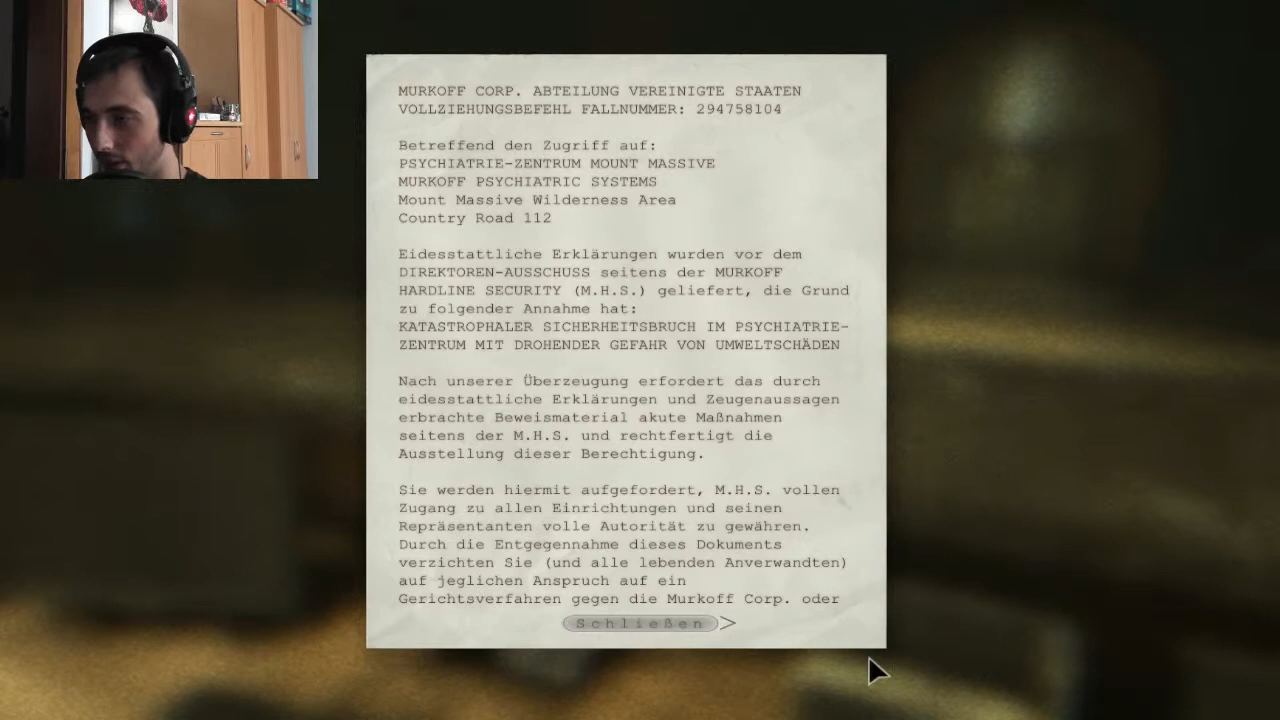 MURKOFF CORP. ABTEILUNG VEREINIGTE STAATEN
VOLLZIEHUNGSBEFEHL FALLNUMMER: 294758104
Betreffend den Zugriff auf:
PSYCHIATRIE-ZENTRUM MOUNT MASSIVE
MURKOFF PSYCHIATRIC SYSTEMS
Mount Massive Wilderness Area
Country Road 112
Eidesstattliche Erklärungen wurden vor dem
DIREKTOREN-AUSSCHUSS seitens der MURKOFF
HARDLINE SECURITY (M.H.S.) geliefert, die Grund
zu folgender Annahme hat:
KATASTROPHALER SICHERHEITSBRUCH IM PSYCHIATRIE-
ZENTRUM MIT DROHENDER GEFAHR VON UMWELTSCHÄDEN
Nach unserer Überzeugung erfordert das durch
eidesstattliche Erklärungen und Zeugenaussagen
erbrachte Beweismaterial akute Maßnahmen
seitens der M.H.S. und rechtfertigt die
Ausstellung dieser Berechtigung.
Sie werden hiermit aufgefordert, M.H.S. vollen
Zugang zu allen Einrichtungen und seinen
Repräsentanten volle Autorität zu gewähren.
Durch die Entgegennahme dieses Dokuments
verzichten Sie (und alle lebenden Anverwandten)
auf jeglichen Anspruch auf ein
Gerichtsverfahren gegen die Murkoff Corp. oder
Schließen >